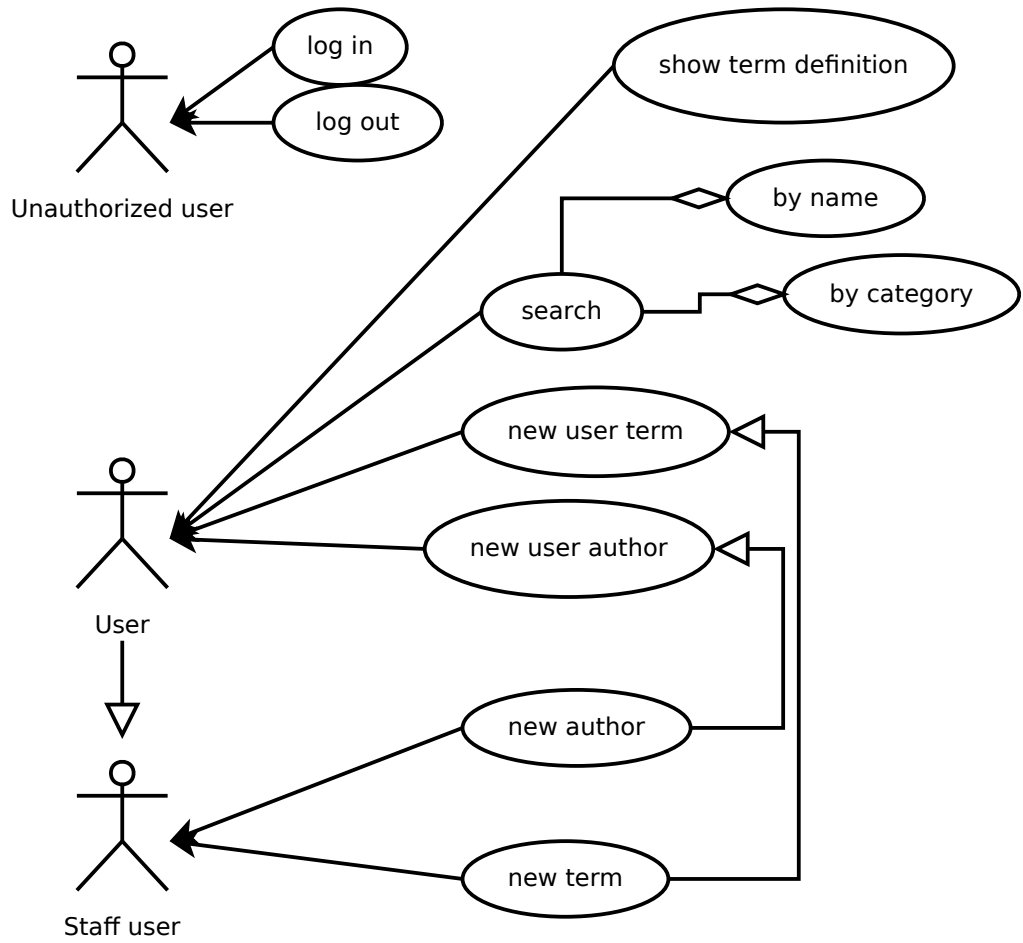 log in
show term definition
log out
by name
Unauthorized user
by category
search
new user term
new user author
User
new author
new term
Staff user